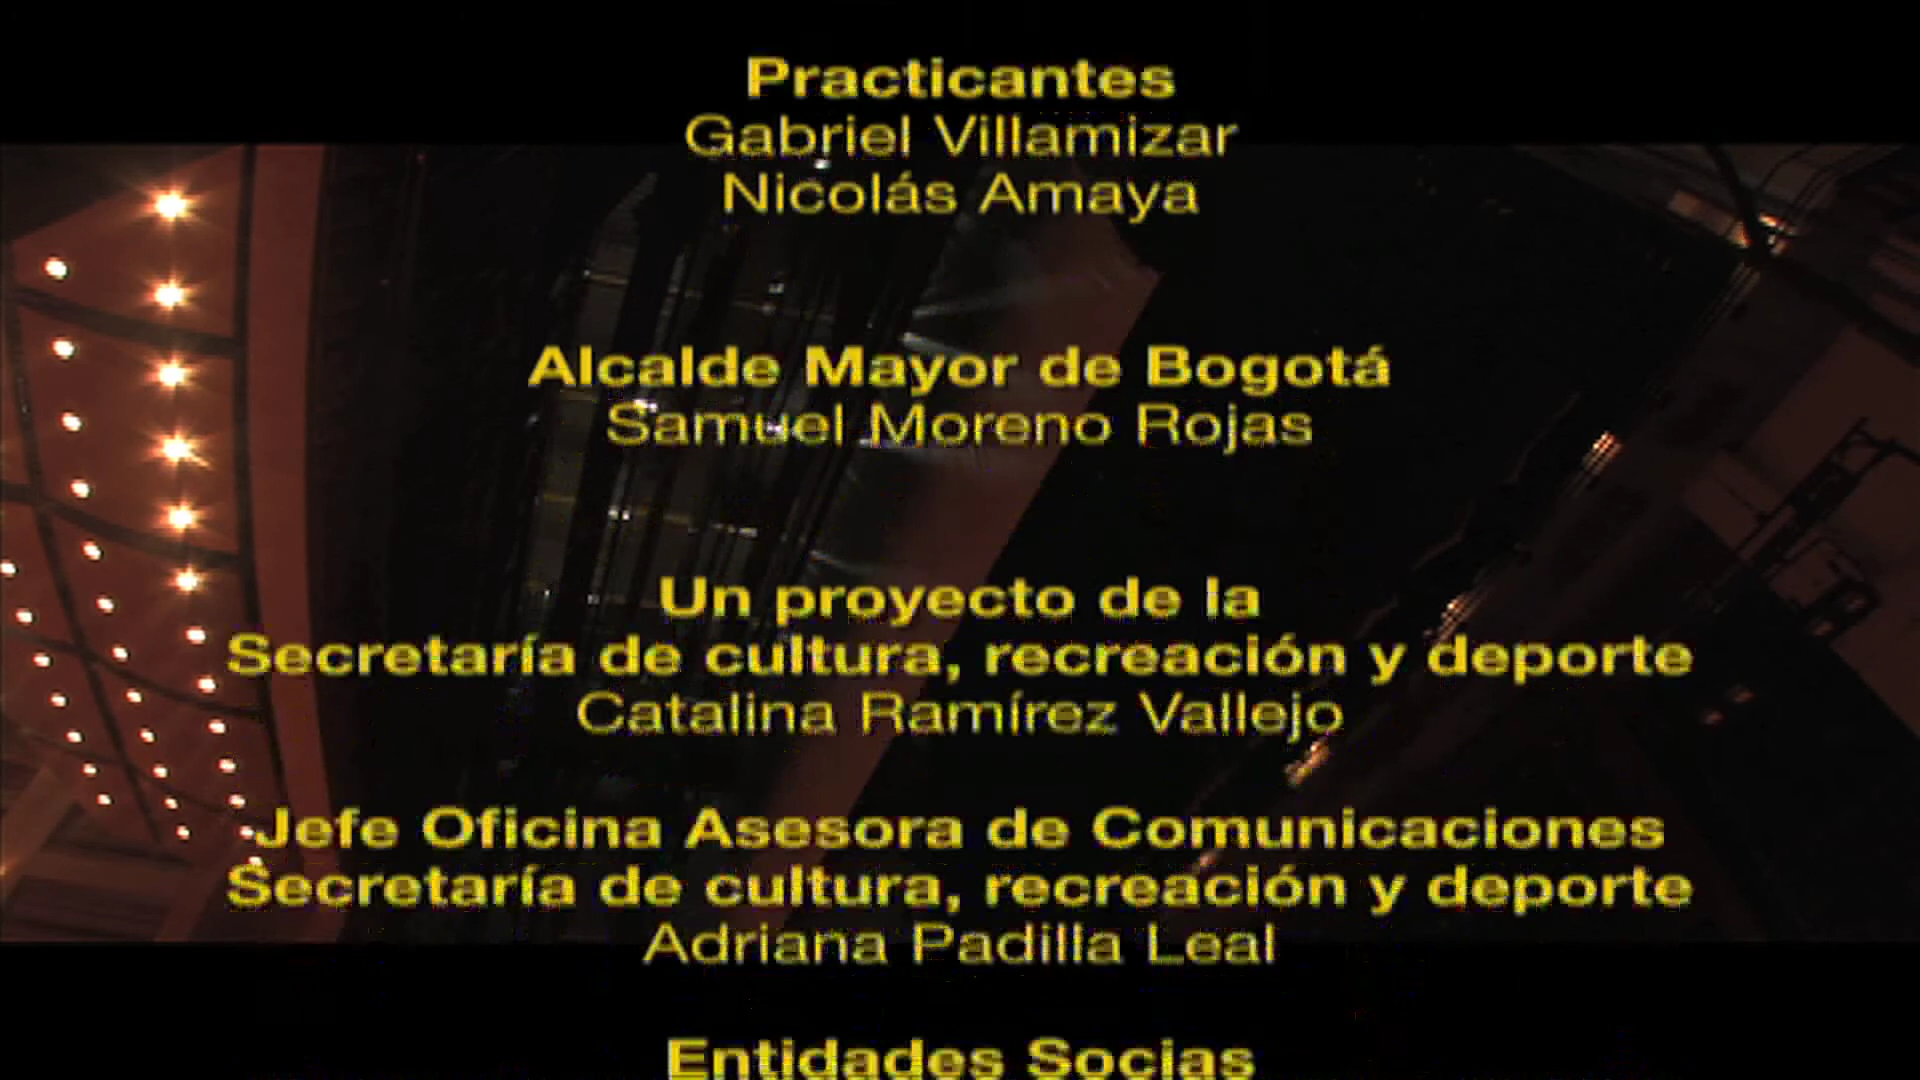 Practicantes
Gabriel Villamizar
Nicolás Amaya
Alcalde Mayor de Bogotá
Samuel Moreno Rojas
Un proyecto de la
Secretaría de cultura, recreación y deporte
Catalina Ramírez Vallejo
Jefe Oficina Asesora de Comunicaciones
Secretaría de cultura, recreación y deporte
Adriana Padilla Leal
Entidades Socias